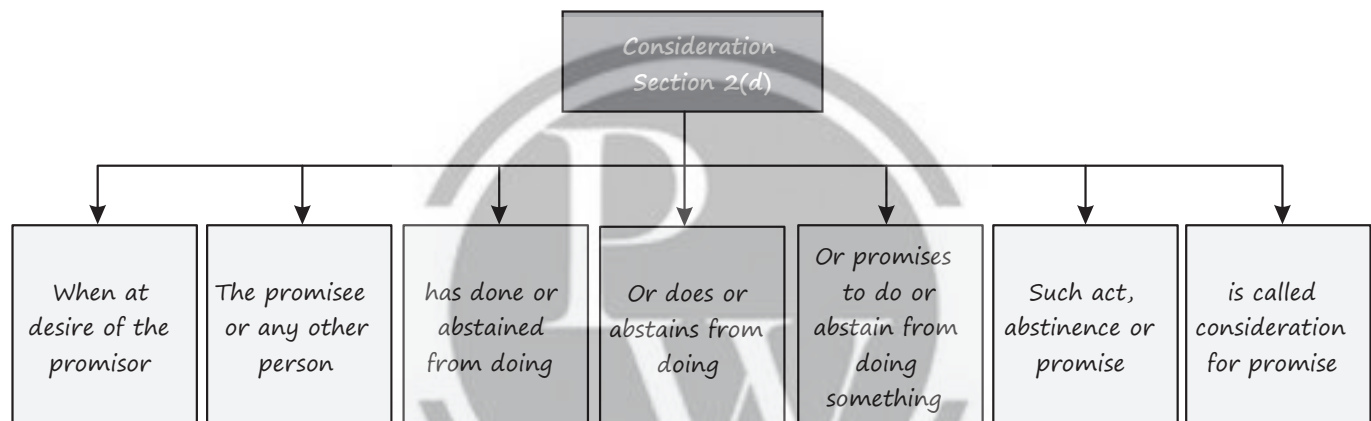 Consideration
Section 2(d)
When at
desire of the
promisor
The promisee
or any other
person
has done or
abstained
from doing
Or does or
abstains from
doing
Or promises
to do or
abstain from
doing
something
Such act,
abstinence or
promise
is called
consideration
for promise
PW